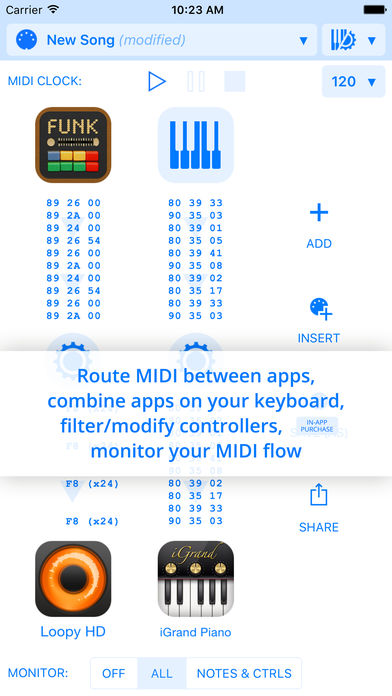 Carrier 10:23 AM
New Song (modified)
MIDI CLOCK: 120
FUNK
89 26 00 80 39 33
89 2A 00 90 35 03
89 24 00 80 39 01
89 26 54 80 35 05
89 26 00 80 39 41
89 2A 00 90 35 08
89 24 00 80 39 02
89 26 54 80 35 17
89 26 00 80 39 33
89 2A 00 90 35 03
ADD
INSERT
Route MIDI between apps,
combine apps on your keyboard,
filter/modify controllers, IN-APP PURCHASE
monitor your MIDI flow
F8 (x24) 80 39 02
80 35 17
80 39 33
F8 (x24) 90 35 03
SHARE
iGrand
Loopy HD iGrand Piano
MONITOR: OFF ALL NOTES & CTRLS